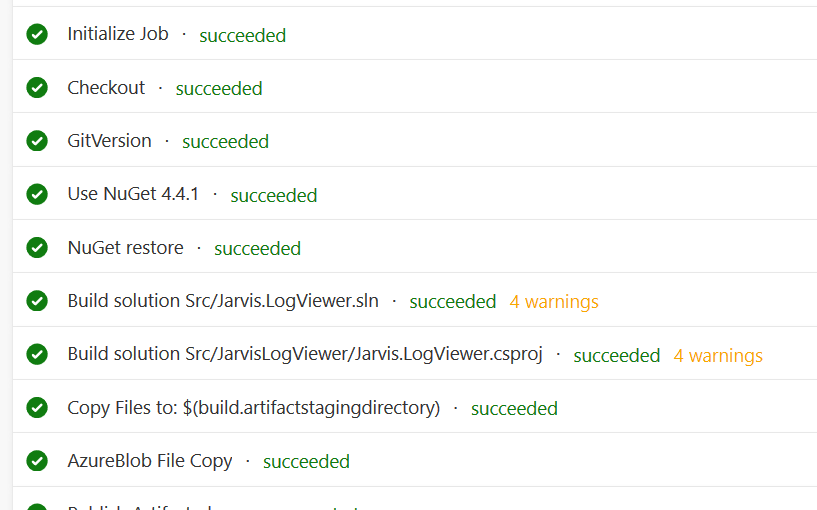 Initialize Job · succeeded
Checkout · succeeded
GitVersion · succeeded
Use NuGet 4.4.1 · succeeded
NuGet restore · succeeded
Build solution Src/Jarvis.LogViewer.sln · succeeded 4 warnings
Build solution Src/JarvisLogViewer/Jarvis.LogViewer.csproj · succeeded 4 warnings
Copy Files to: $(build.artifactstagingdirectory) · succeeded
AzureBlob File Copy · succeeded